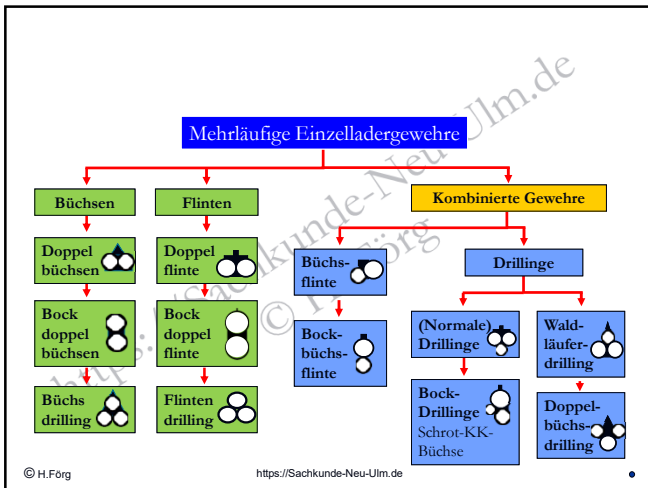 Mehrläufige Einzelladergewehre
Büchsen
Flinten
Kombinierte Gewehre
Doppel
büchsen
Doppel
flinte
Büchs-
flinte
Drillinge
Bock
doppel
büchsen
Bock
doppel
flinte
Bock-
büchs-
flinte
(Normale)
Drillinge
Wald-
läufer-
drilling
Büchs
drilling
Flinten
drilling
Bock-
Drillinge
Schrot-KK-
Büchse
Doppel-
büchs-
drilling
https://Sachkunde-Neu-Ulm.de
© H. Förg
© H.Förg
https://Sachkunde-Neu-Ulm.de